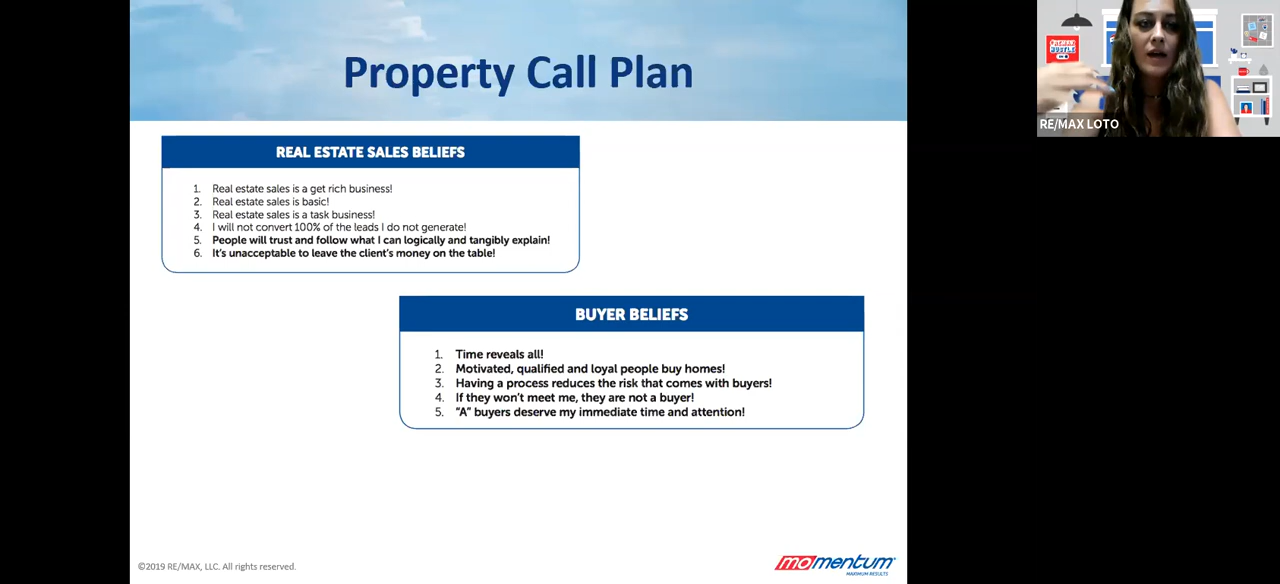 Property Call Plan
REAL ESTATE SALES BELIEFS
1. Real estate sales is a get rich business!
2. Real estate sales is basic!
3. Real estate sales is a task business!
4. I will not convert 100% of the leads I do not generate!
5. People will trust and follow what I can logically and tangibly explain!
6. It's unacceptable to leave the client's money on the table!
BUYER BELIEFS
1. Time reveals all!
2. Motivated, qualified and loyal people buy homes!
3. Having a process reduces the risk that comes with buyers!
4. If they won't meet me, they are not a buyer!
5. "A" buyers deserve my immediate time and attention!
©2019 RE/MAX, LLC. All rights reserved.
momentum
MAXIMUM RESULTS
HUSTLE
RE/MAX LOTO